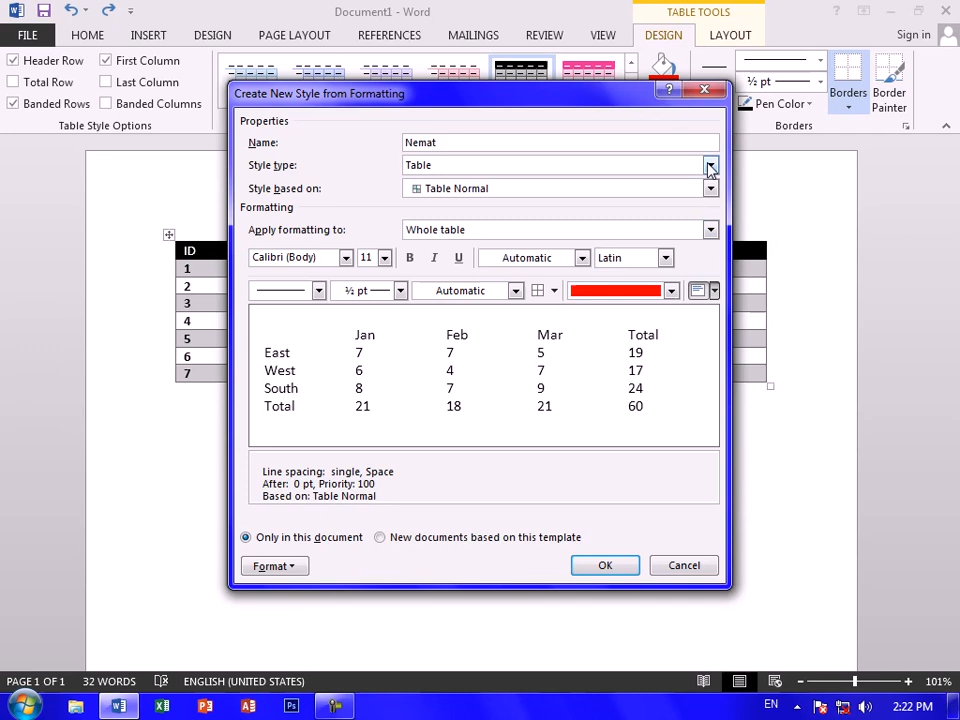 Document1 - Word
TABLE TOOLS
FILE HOME INSERT DESIGN PAGE LAYOUT REFERENCES MAILINGS REVIEW VIEW DESIGN LAYOUT Sign in
Header Row First Column
Total Row Last Column
Banded Rows Banded Columns
Table Style Options
½ pt
Pen Color
Borders
Border Painter
Borders
Create New Style from Formatting
Properties
Name: Nemat
Style type: Table
Style based on: Table Normal
Formatting
Apply formatting to: Whole table
Calibri (Body) 11 B I U Automatic Latin
½ pt Automatic
Jan Feb Mar Total
East 7 7 5 19
West 6 4 7 17
South 8 7 9 24
Total 21 18 21 60
Line spacing: single, Space
After: 0 pt, Priority: 100
Based on: Table Normal
Only in this document New documents based on this template
Format OK Cancel
ID
1
2
3
4
5
6
7
PAGE 1 OF 1 32 WORDS ENGLISH (UNITED STATES) 101%
EN 2:22 PM